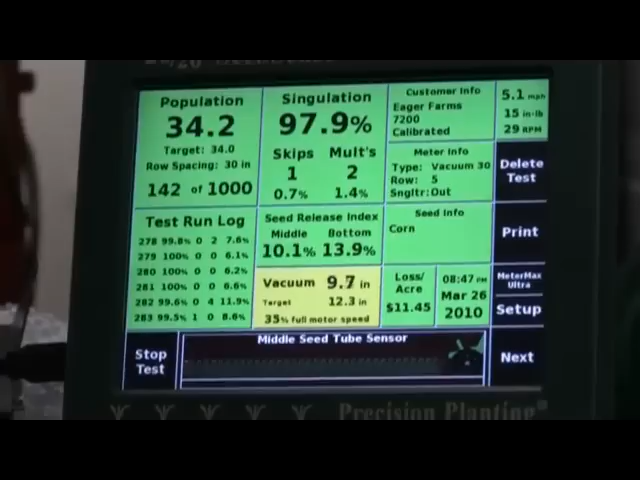 20/20
Population
34.2
Target: 34.0
Row Spacing: 30 in
142 of 1000
Singulation
97.9%
Skips Mult's
1 2
0.7% 1.4%
Customer Info
Eager Farms
7200
Calibrated
5.1 mph
15 in-lb
29 RPM
Meter Info
Type: Vacuum 30
Row: 5
Sngltr: Out
Delete
Test
Test Run Log
278 99.8% 0 2 7.6%
279 100% 0 0 6.1%
280 100% 0 0 6.2%
281 100% 0 0 6.6%
282 99.6% 0 4 11.9%
283 99.5% 1 0 8.6%
Seed Release Index
Middle Bottom
10.1% 13.9%
Seed Info
Corn
Print
Vacuum 9.7 in
Target 12.3 in
35% full motor speed
Loss/
Acre
$11.45
08:47 PM
Mar 26
2010
MeterMax
Ultra
Setup
Stop
Test
Middle Seed Tube Sensor
Next
Precision Planting